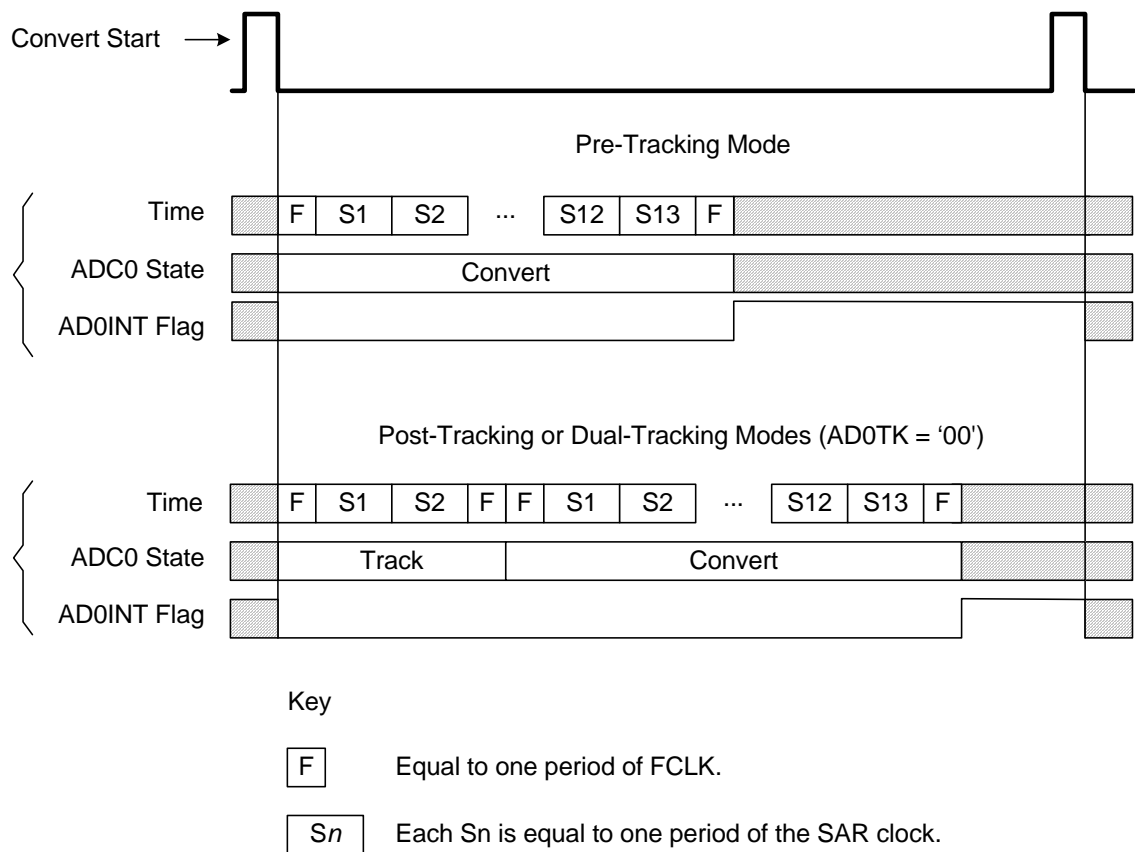 Convert Start
Pre-Tracking Mode
Time F S1 S2 ... S12 S13 F
ADC0 State Convert
AD0INT Flag
Post-Tracking or Dual-Tracking Modes (AD0TK = ‘00')
Time F S1 S2 F F S1 S2 ... S12 S13 F
ADC0 State Track Convert
AD0INT Flag
Key
F Equal to one period of FCLK.
Sn Each Sn is equal to one period of the SAR clock.